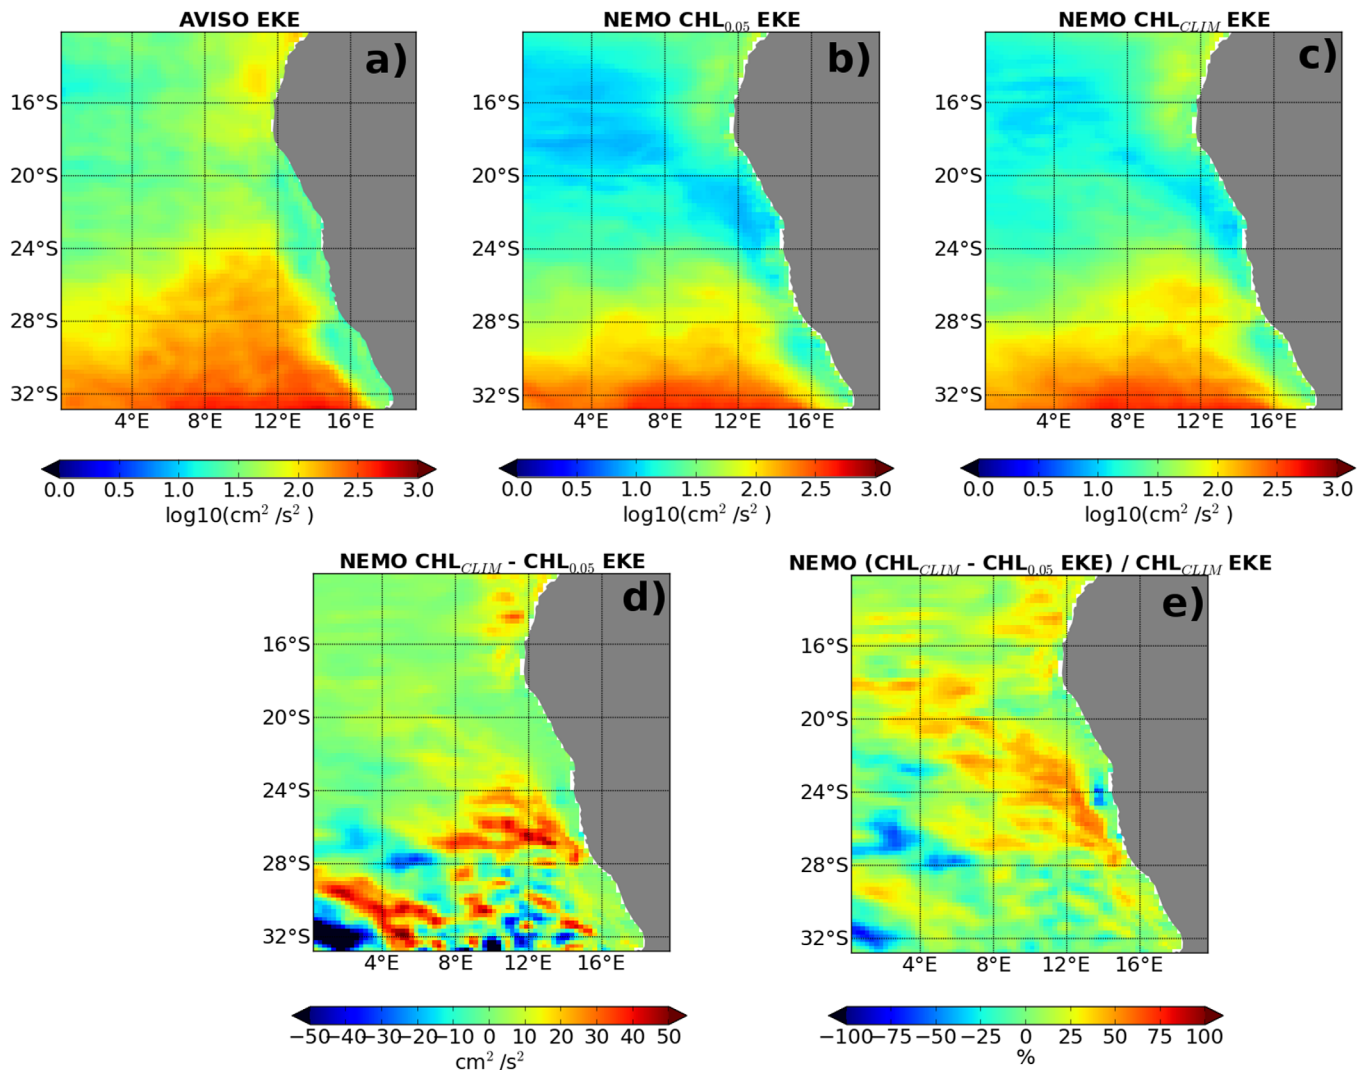 AVISO EKE
NEMO CHL0.05 EKE
NEMO CHLCLIM EKE
a)
b)
c)
16°S
20°S
24°S
28°S
32°S
4°E 8°E 12°E 16°E
16°S
20°S
24°S
28°S
32°S
4°E 8°E 12°E 16°E
16°S
20°S
24°S
28°S
32°S
4°E 8°E 12°E 16°E
0.0 0.5 1.0 1.5 2.0 2.5 3.0
log10(cm² /s² )
0.0 0.5 1.0 1.5 2.0 2.5 3.0
log10(cm² /s² )
0.0 0.5 1.0 1.5 2.0 2.5 3.0
log10(cm² /s² )
NEMO CHLCLIM - CHL0.05 EKE
NEMO (CHLCLIM - CHL0.05 EKE) / CHLCLIM EKE
d)
e)
16°S
20°S
24°S
28°S
32°S
4°E 8°E 12°E 16°E
16°S
20°S
24°S
28°S
32°S
4°E 8°E 12°E 16°E
−50 −40 −30 −20 −10 0 10 20 30 40 50
cm² /s²
−100 −75 −50 −25 0 25 50 75 100
%